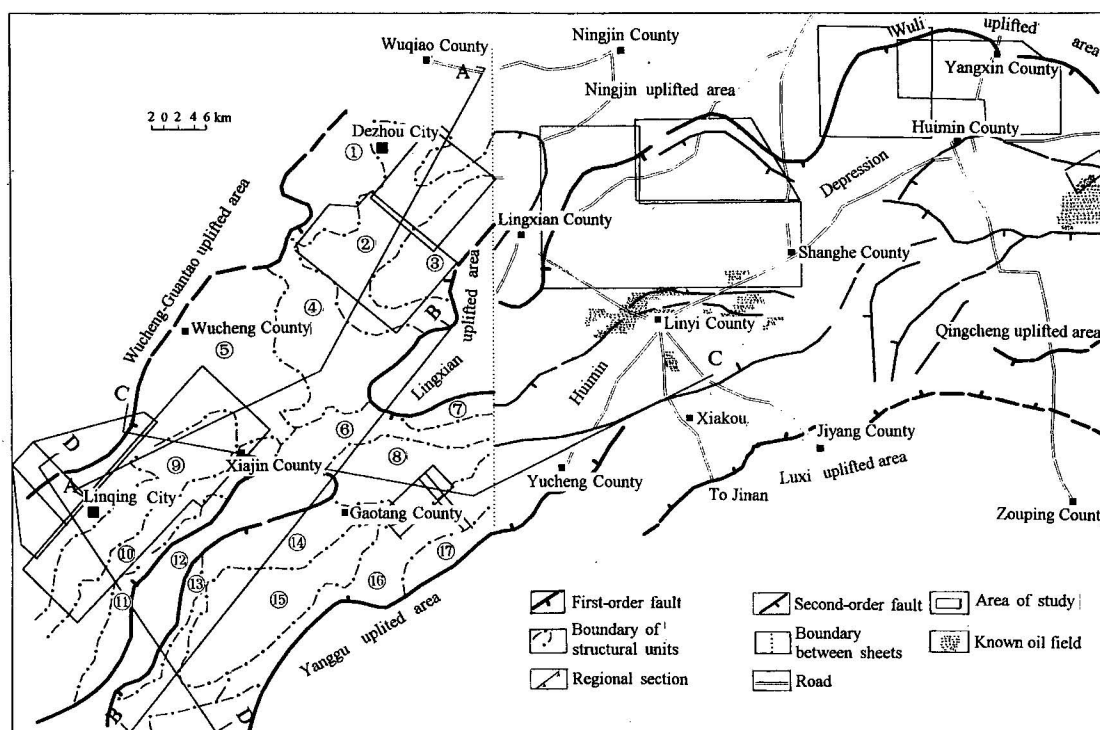 Wuqiao County
A
Ningjin County
Wuli
uplifted
area
Yangxin County
Ningjin uplifted area
2 0 2 4 6 km
Dezhou City
①
Huimin County
Depression
Wucheng-Guantao uplifted area
②
③
Lingxian County
Shanghe County
④
B
uplifted area
Lingxian
Wucheng County
⑤
Linyi County
Qingcheng uplifted area
Huimin
C
C
⑦
⑥
Xiakou
D
⑧
Jiyang County
⑨
Xiajin County
Luxi uplifted area
A
Yucheng County
To Jinan
Linqing City
Gaotang County
Zouping Count
⑩
⑭
⑰
⑫
⑬
⑯
⑪
⑮
Yanggu uplited area
B
D
First-order fault
Second-order fault
Area of study
Boundary of
structural units
Boundary
between sheets
Known oil field
Regional section
Road